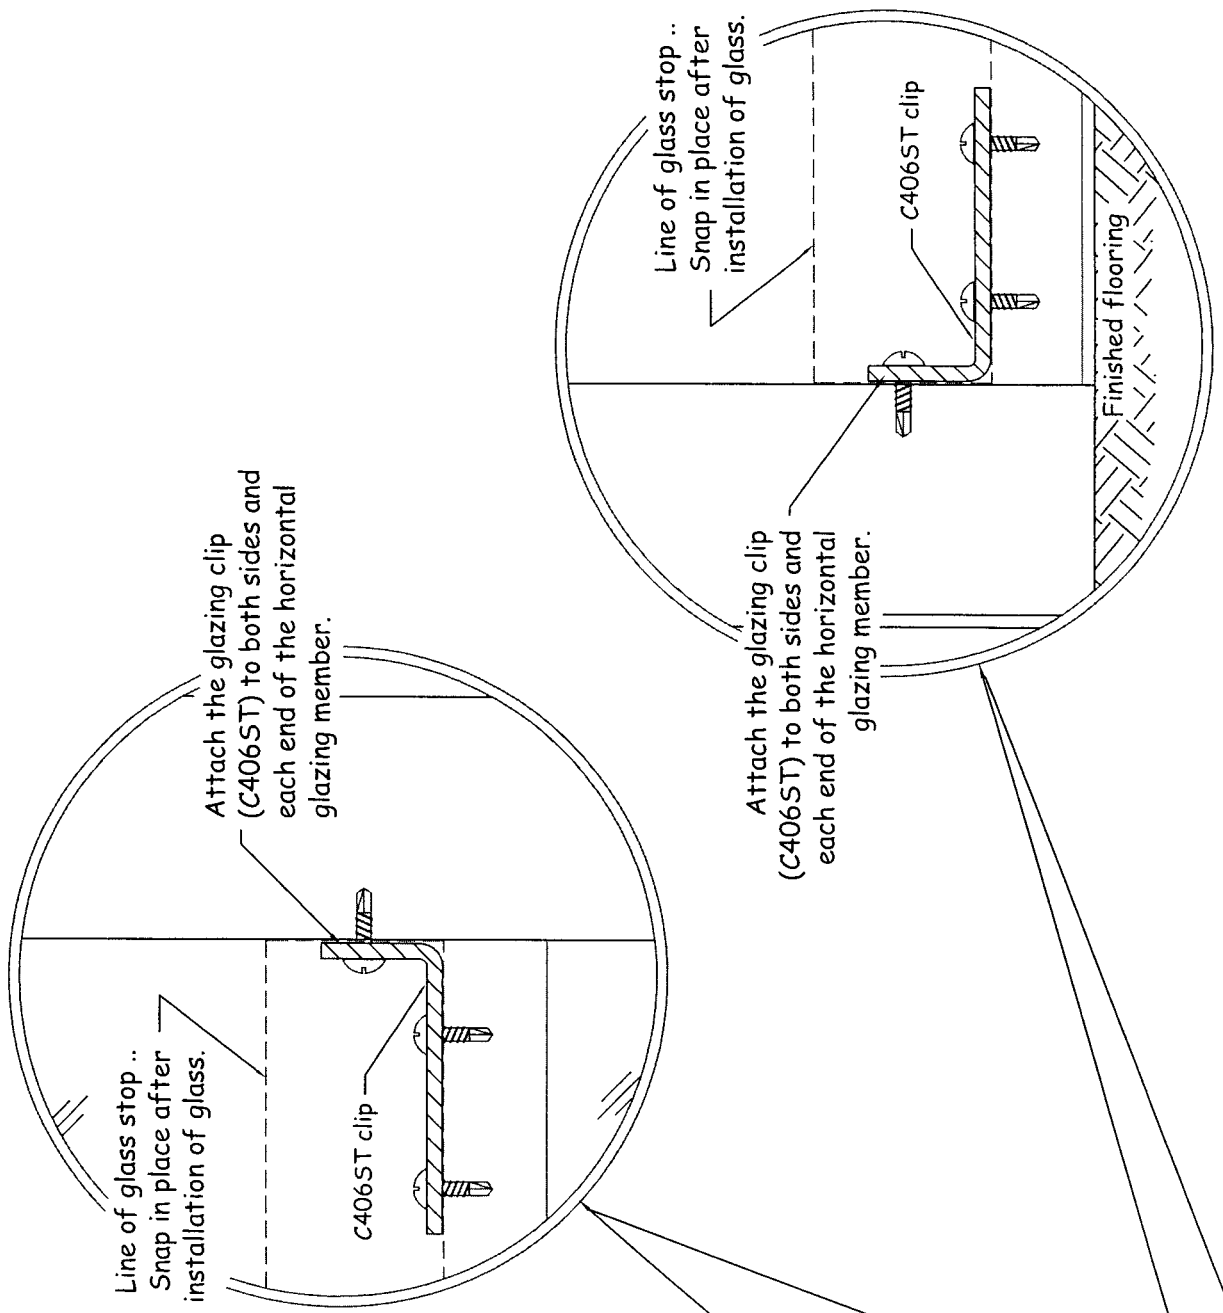 Line of glass stop ..
Snap in place after
installation of glass.
C406ST clip
Attach the glazing clip
(C406ST) to both sides and
each end of the horizontal
glazing member.
Line of glass stop ..
Snap in place after
installation of glass.
C406ST clip
Attach the glazing clip
(C406ST) to both sides and
each end of the horizontal
glazing member.
Finished flooring